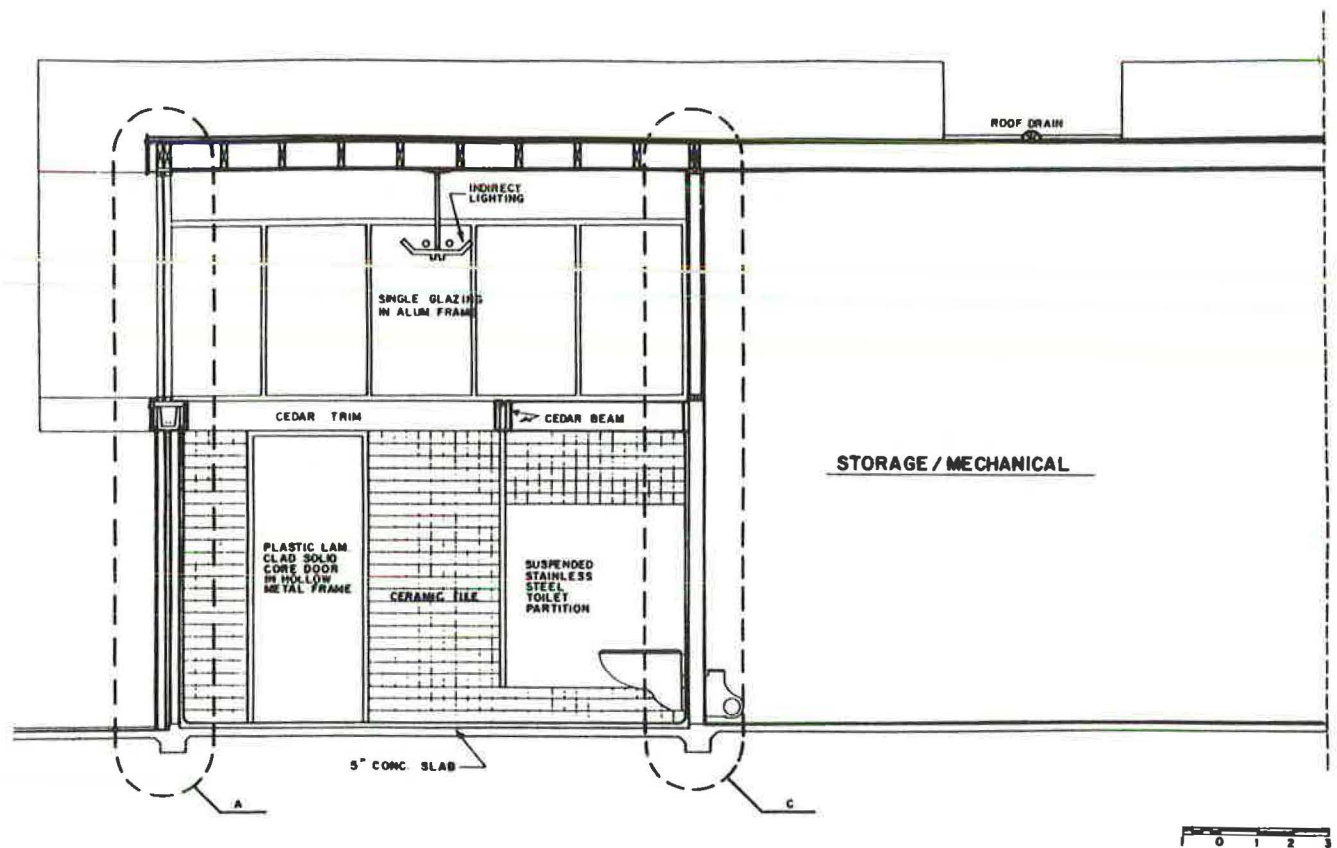 ROOF DRAIN
INDIRECT
LIGHTING
SINGLE GLAZING
IN ALUM. FRAME
CEDAR TRIM
CEDAR BEAM
STORAGE / MECHANICAL
PLASTIC LAM.
CLAD SOLID
CORE DOOR
IN HOLLOW
METAL FRAME
CERAMIC TILE
SUSPENDED
STAINLESS
STEEL
TOILET
PARTITION
5" CONC. SLAB
A
C
1 0 1 2 3